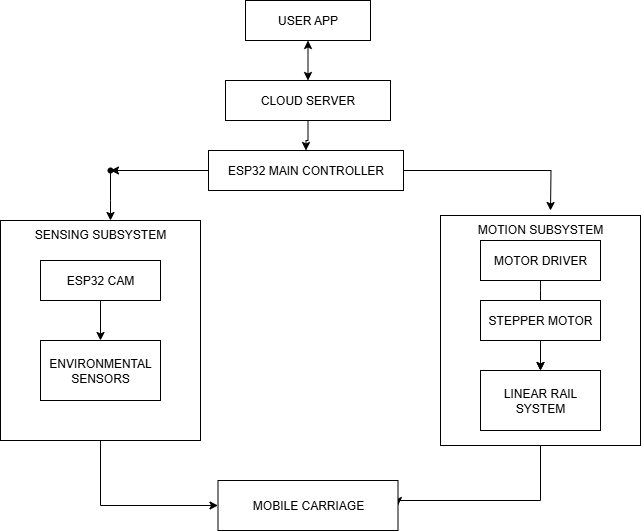 USER APP
CLOUD SERVER
ESP32 MAIN CONTROLLER
SENSING SUBSYSTEM
ESP32 CAM
ENVIRONMENTAL
SENSORS
MOTION SUBSYSTEM
MOTOR DRIVER
STEPPER MOTOR
LINEAR RAIL
SYSTEM
MOBILE CARRIAGE